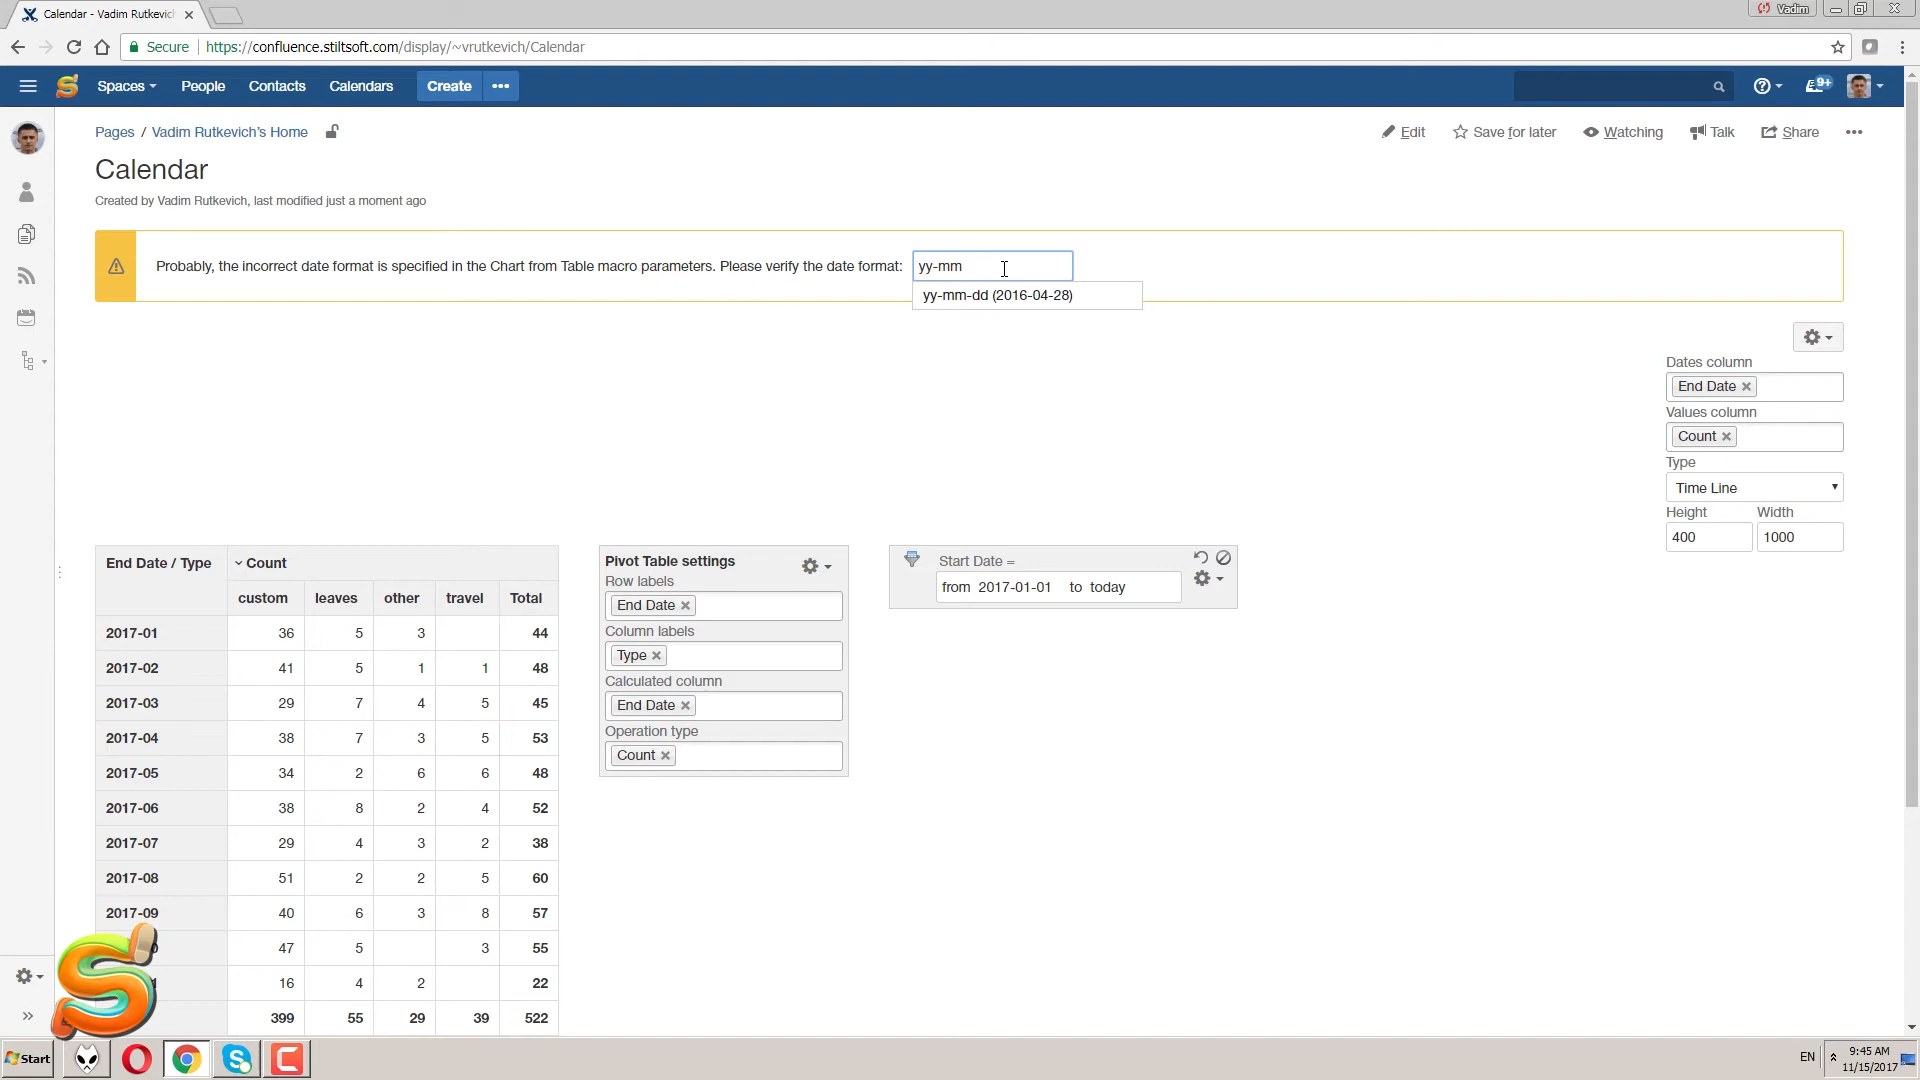 Calendar - Vadim Rutkevich
Vadim
Secure https://confluence.stiltsoft.com/display/~vrutkevich/Calendar
Spaces People Contacts Calendars Create ••• 9+
Pages / Vadim Rutkevich's Home
Edit Save for later Watching Talk Share •••
Calendar
Created by Vadim Rutkevich, last modified just a moment ago
Probably, the incorrect date format is specified in the Chart from Table macro parameters. Please verify the date format: yy-mm
yy-mm-dd (2016-04-28)
Dates column
End Date
Values column
Count
Type
Time Line
Height Width
400 1000
End Date / Type Count
custom leaves other travel Total
2017-01 36 5 3 44
2017-02 41 5 1 1 48
2017-03 29 7 4 5 45
2017-04 38 7 3 5 53
2017-05 34 2 6 6 48
2017-06 38 8 2 4 52
2017-07 29 4 3 2 38
2017-08 51 2 2 5 60
2017-09 40 6 3 8 57
47 5 3 55
16 4 2 22
399 55 29 39 522
Pivot Table settings
Row labels
End Date
Column labels
Type
Calculated column
End Date
Operation type
Count
Start Date =
from 2017-01-01 to today
Start
EN
9:45 AM
11/15/2017